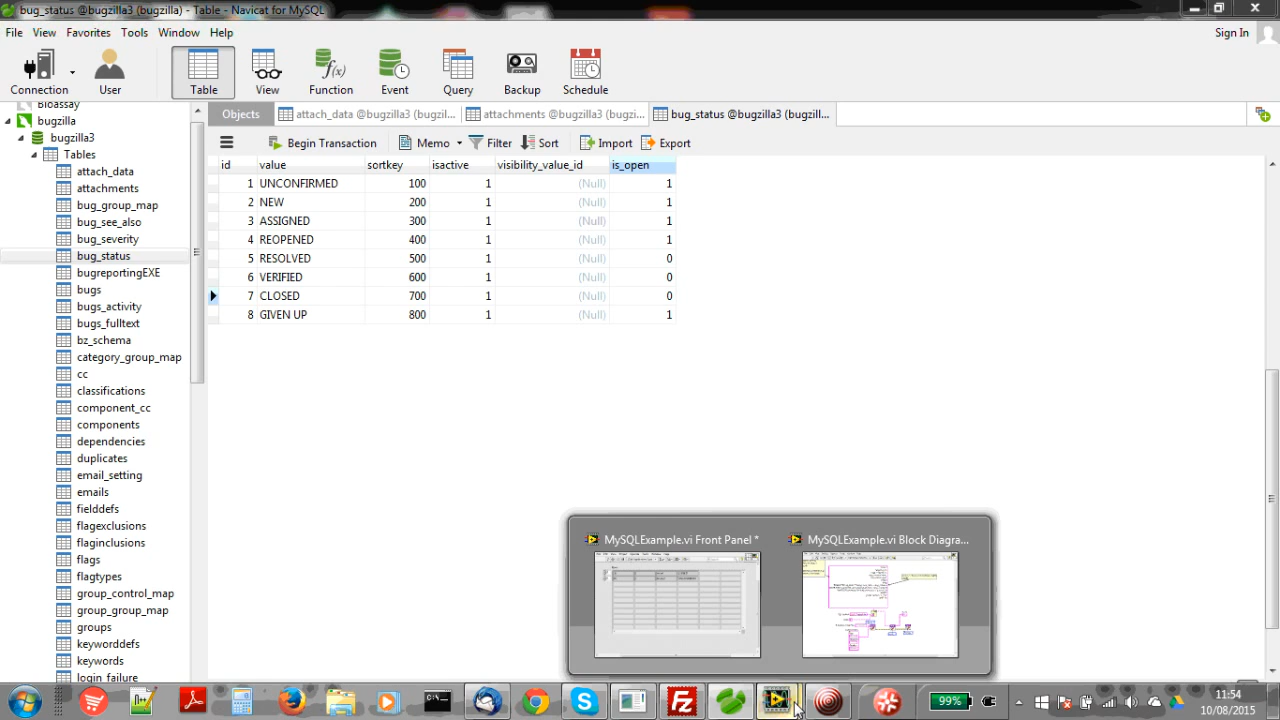 bug_status @bugzilla3 (bugzilla) - Table - Navicat for MySQL
File View Favorites Tools Window Help
Sign In
Connection User Table View Function Event Query Backup Schedule
f(x)
Objects attach_data @bugzilla3 (bugzil... attachments @bugzilla3 (bugzil... bug_status @bugzilla3 (bugzill...
Begin Transaction Memo Filter Sort Import Export
BioAssay
bugzilla
bugzilla3
Tables
attach_data
attachments
bug_group_map
bug_see_also
bug_severity
bug_status
bugreportingEXE
bugs
bugs_activity
bugs_fulltext
bz_schema
category_group_map
cc
classifications
component_cc
components
dependencies
duplicates
email_setting
emails
fielddefs
flagexclusions
flaginclusions
flags
flagtypes
group_control_map
group_group_map
groups
keyworddefs
keywords
login_failure
id value sortkey isactive visibility_value_id is_open
1 UNCONFIRMED 100 1 (Null) 1
2 NEW 200 1 (Null) 1
3 ASSIGNED 300 1 (Null) 1
4 REOPENED 400 1 (Null) 1
5 RESOLVED 500 1 (Null) 0
6 VERIFIED 600 1 (Null) 0
7 CLOSED 700 1 (Null) 0
8 GIVEN UP 800 1 (Null) 1
MySQLExample.vi Front Panel * MySQLExample.vi Block Diagra...
99%
11:54
10/08/2015